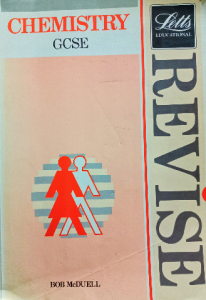 CHEMISTRY
GCSE
Letts
EDUCATIONAL
REVISE
BOB McDUELL